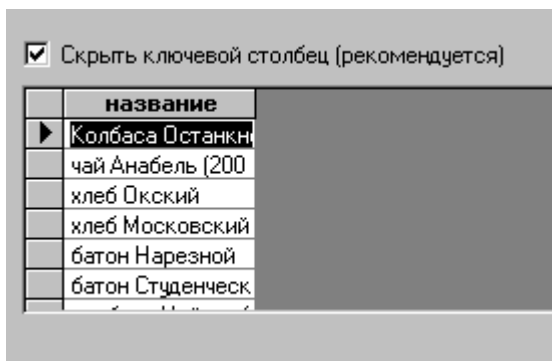 Скрыть ключевой столбец (рекомендуется)
название
Колбаса Останкн
чай Анабель (200
хлеб Окский
хлеб Московский
батон Нарезной
батон Студенческ